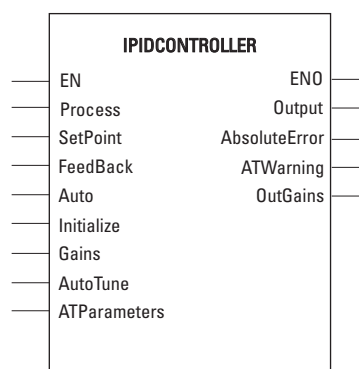 IPIDCONTROLLER
EN ENO
Process Output
SetPoint AbsoluteError
FeedBack ATWarning
Auto OutGains
Initialize
Gains
AutoTune
ATParameters